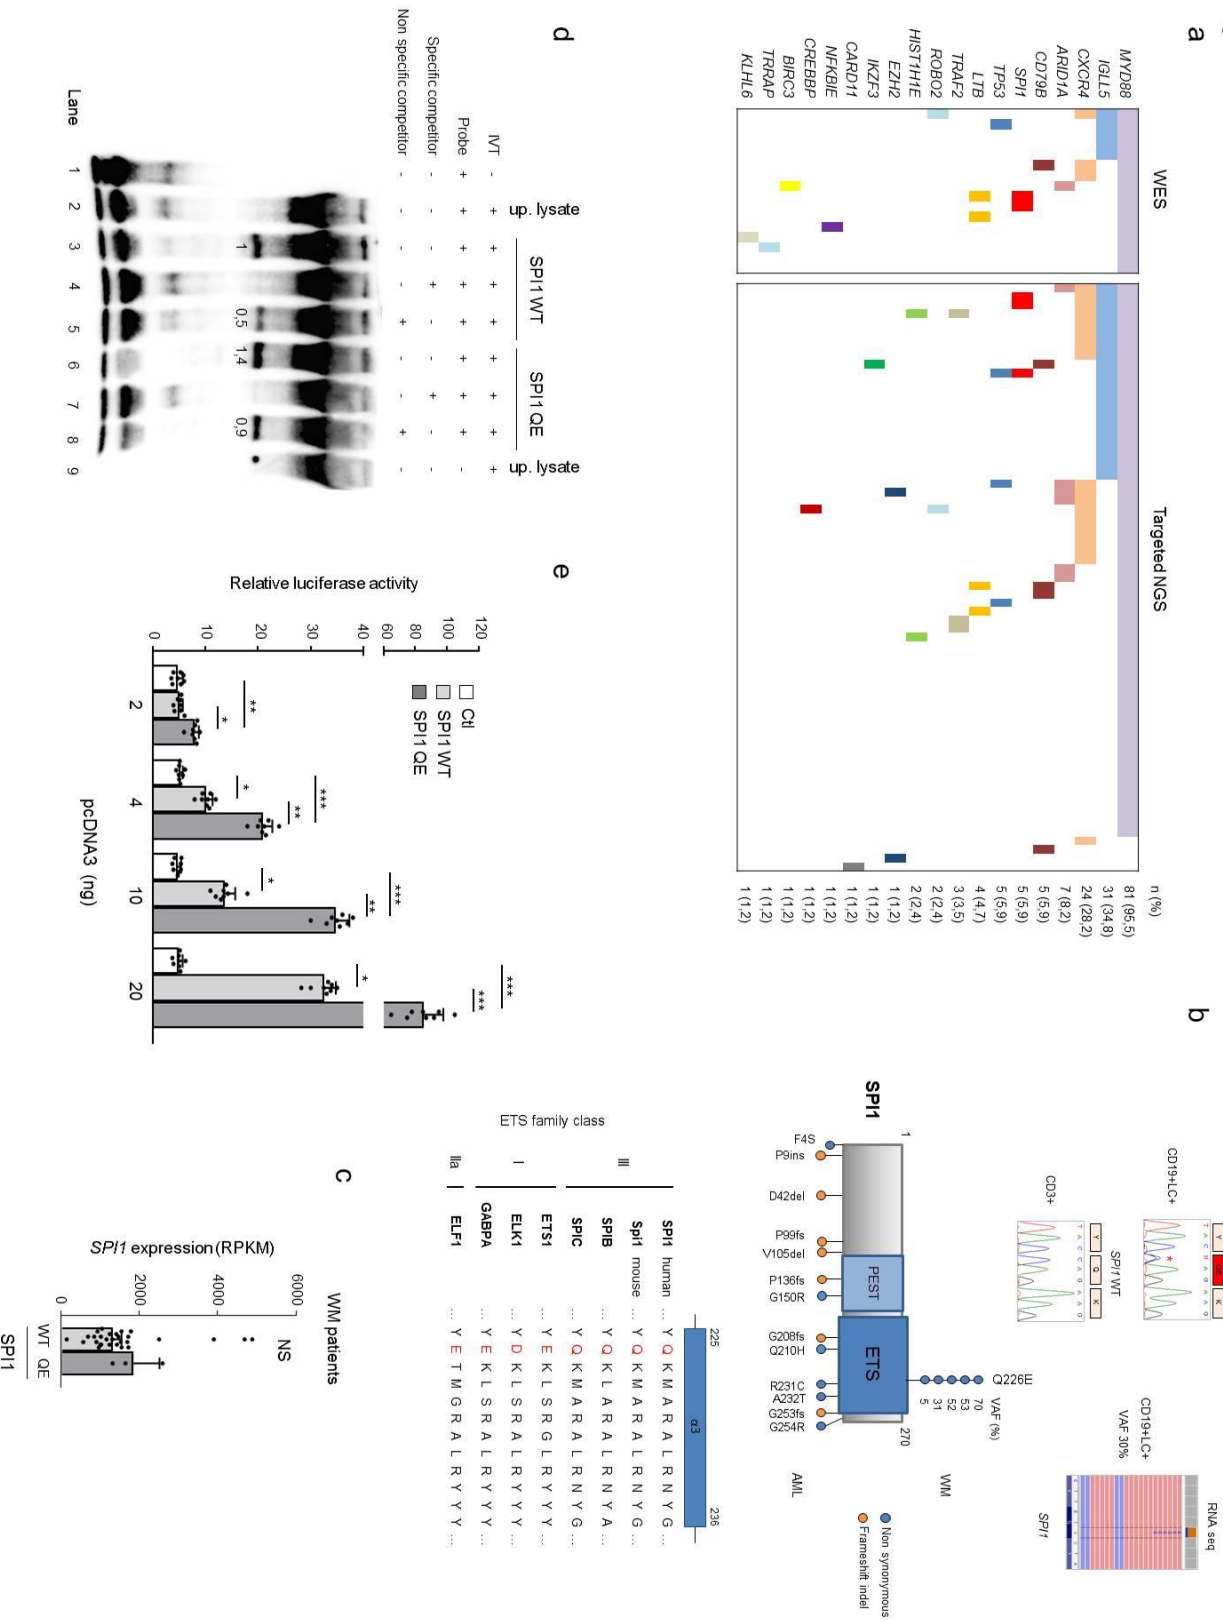 a
WES
Targeted NGS
n (%)
MYD88 81 (95,5)
IGLL5 31 (34,8)
CXCR4 24 (28,2)
ARID1A 7 (8,2)
CD79B 5 (5,9)
SPI1 5 (5,9)
TP53 5 (5,9)
LTB 4 (4,7)
TRAF2 3 (3,5)
ROBO2 2 (2,4)
HIST1H1E 2 (2,4)
EZH2 1 (1,2)
IKZF3 1 (1,2)
CARD11 1 (1,2)
NFKBIE 1 (1,2)
CREBBP 1 (1,2)
BIRC3 1 (1,2)
TRRAP 1 (1,2)
KLHL6 1 (1,2)
b
CD19+LC+
Y K
T A C H A G A A G
*
SPI1 WT
Y Q K
CD3+
T A C C A G A A G
RNA seq
CD19+LC+
VAF 30%
SPI1
Q226E
70
53
52
31
5
VAF (%)
WM
AML
Non synonymous
Frameshift indel
SPI1
1
270
PEST
ETS
F4S
P9ins
D42del
P99fs
V105del
P136fs
G150R
G208fs
Q210H
R231C
A232T
G253fs
G254R
225
236
α3
ETS family class
III
SPI1 human ... Y Q K M A R A L R N Y G ...
Spi1 mouse ... Y Q K M A R A L R N Y G ...
SPIB ... Y Q K L A R A L R N Y A ...
SPIC ... Y Q K M A R A L R N Y G ...
I
ETS1 ... Y E K L S R G L R Y Y Y ...
ELK1 ... Y D K L S R A L R Y Y Y ...
GABPA ... Y E K L S R A L R Y Y Y ...
IIa
ELF1 ... Y E T M G R A L R Y Y Y ...
c
WM patients
SPI1 expression (RPKM)
6000
4000
2000
0
NS
WT QE
SPI1
d
up. lysate
SPI1 WT
SPI1 QE
up. lysate
IVT - + + + + + + + +
Probe + + + + + + + + -
Specific competitor - - - + - - + - -
Non specific competitor - - - - + - - + -
1 0,5 1,4 0,9
Lane 1 2 3 4 5 6 7 8 9
e
Relative luciferase activity
120
100
80
60
40
30
20
10
0
Ctl
SPI1 WT
SPI1 QE
**
*
***
**
*
***
**
*
***
***
*
2 4 10 20
pcDNA3 (ng)